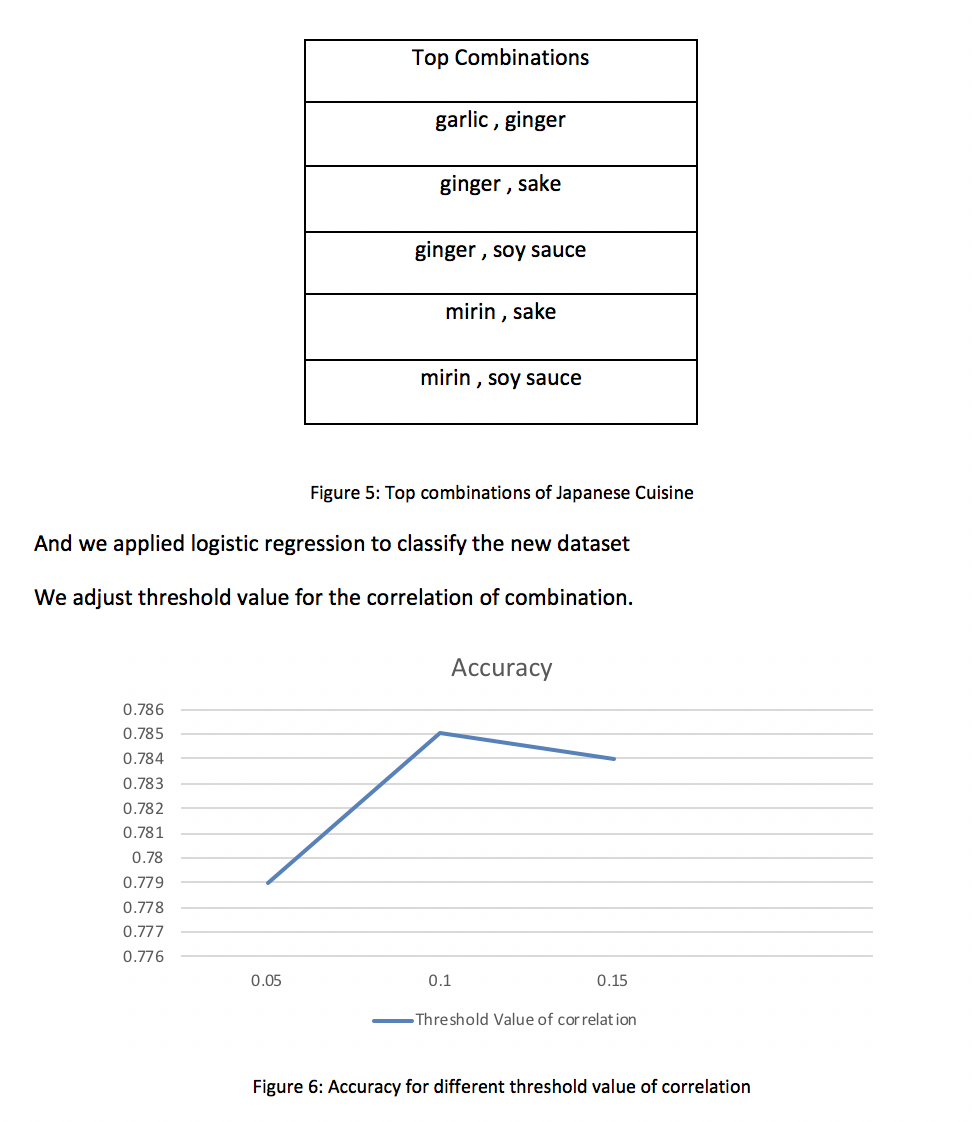 Top Combinations
garlic , ginger
ginger , sake
ginger , soy sauce
mirin , sake
mirin , soy sauce
Figure 5: Top combinations of Japanese Cuisine
And we applied logistic regression to classify the new dataset
We adjust threshold value for the correlation of combination.
Accuracy
0.786
0.785
0.784
0.783
0.782
0.781
0.78
0.779
0.778
0.777
0.776
0.05 0.1 0.15
Threshold Value of correlation
Figure 6: Accuracy for different threshold value of correlation